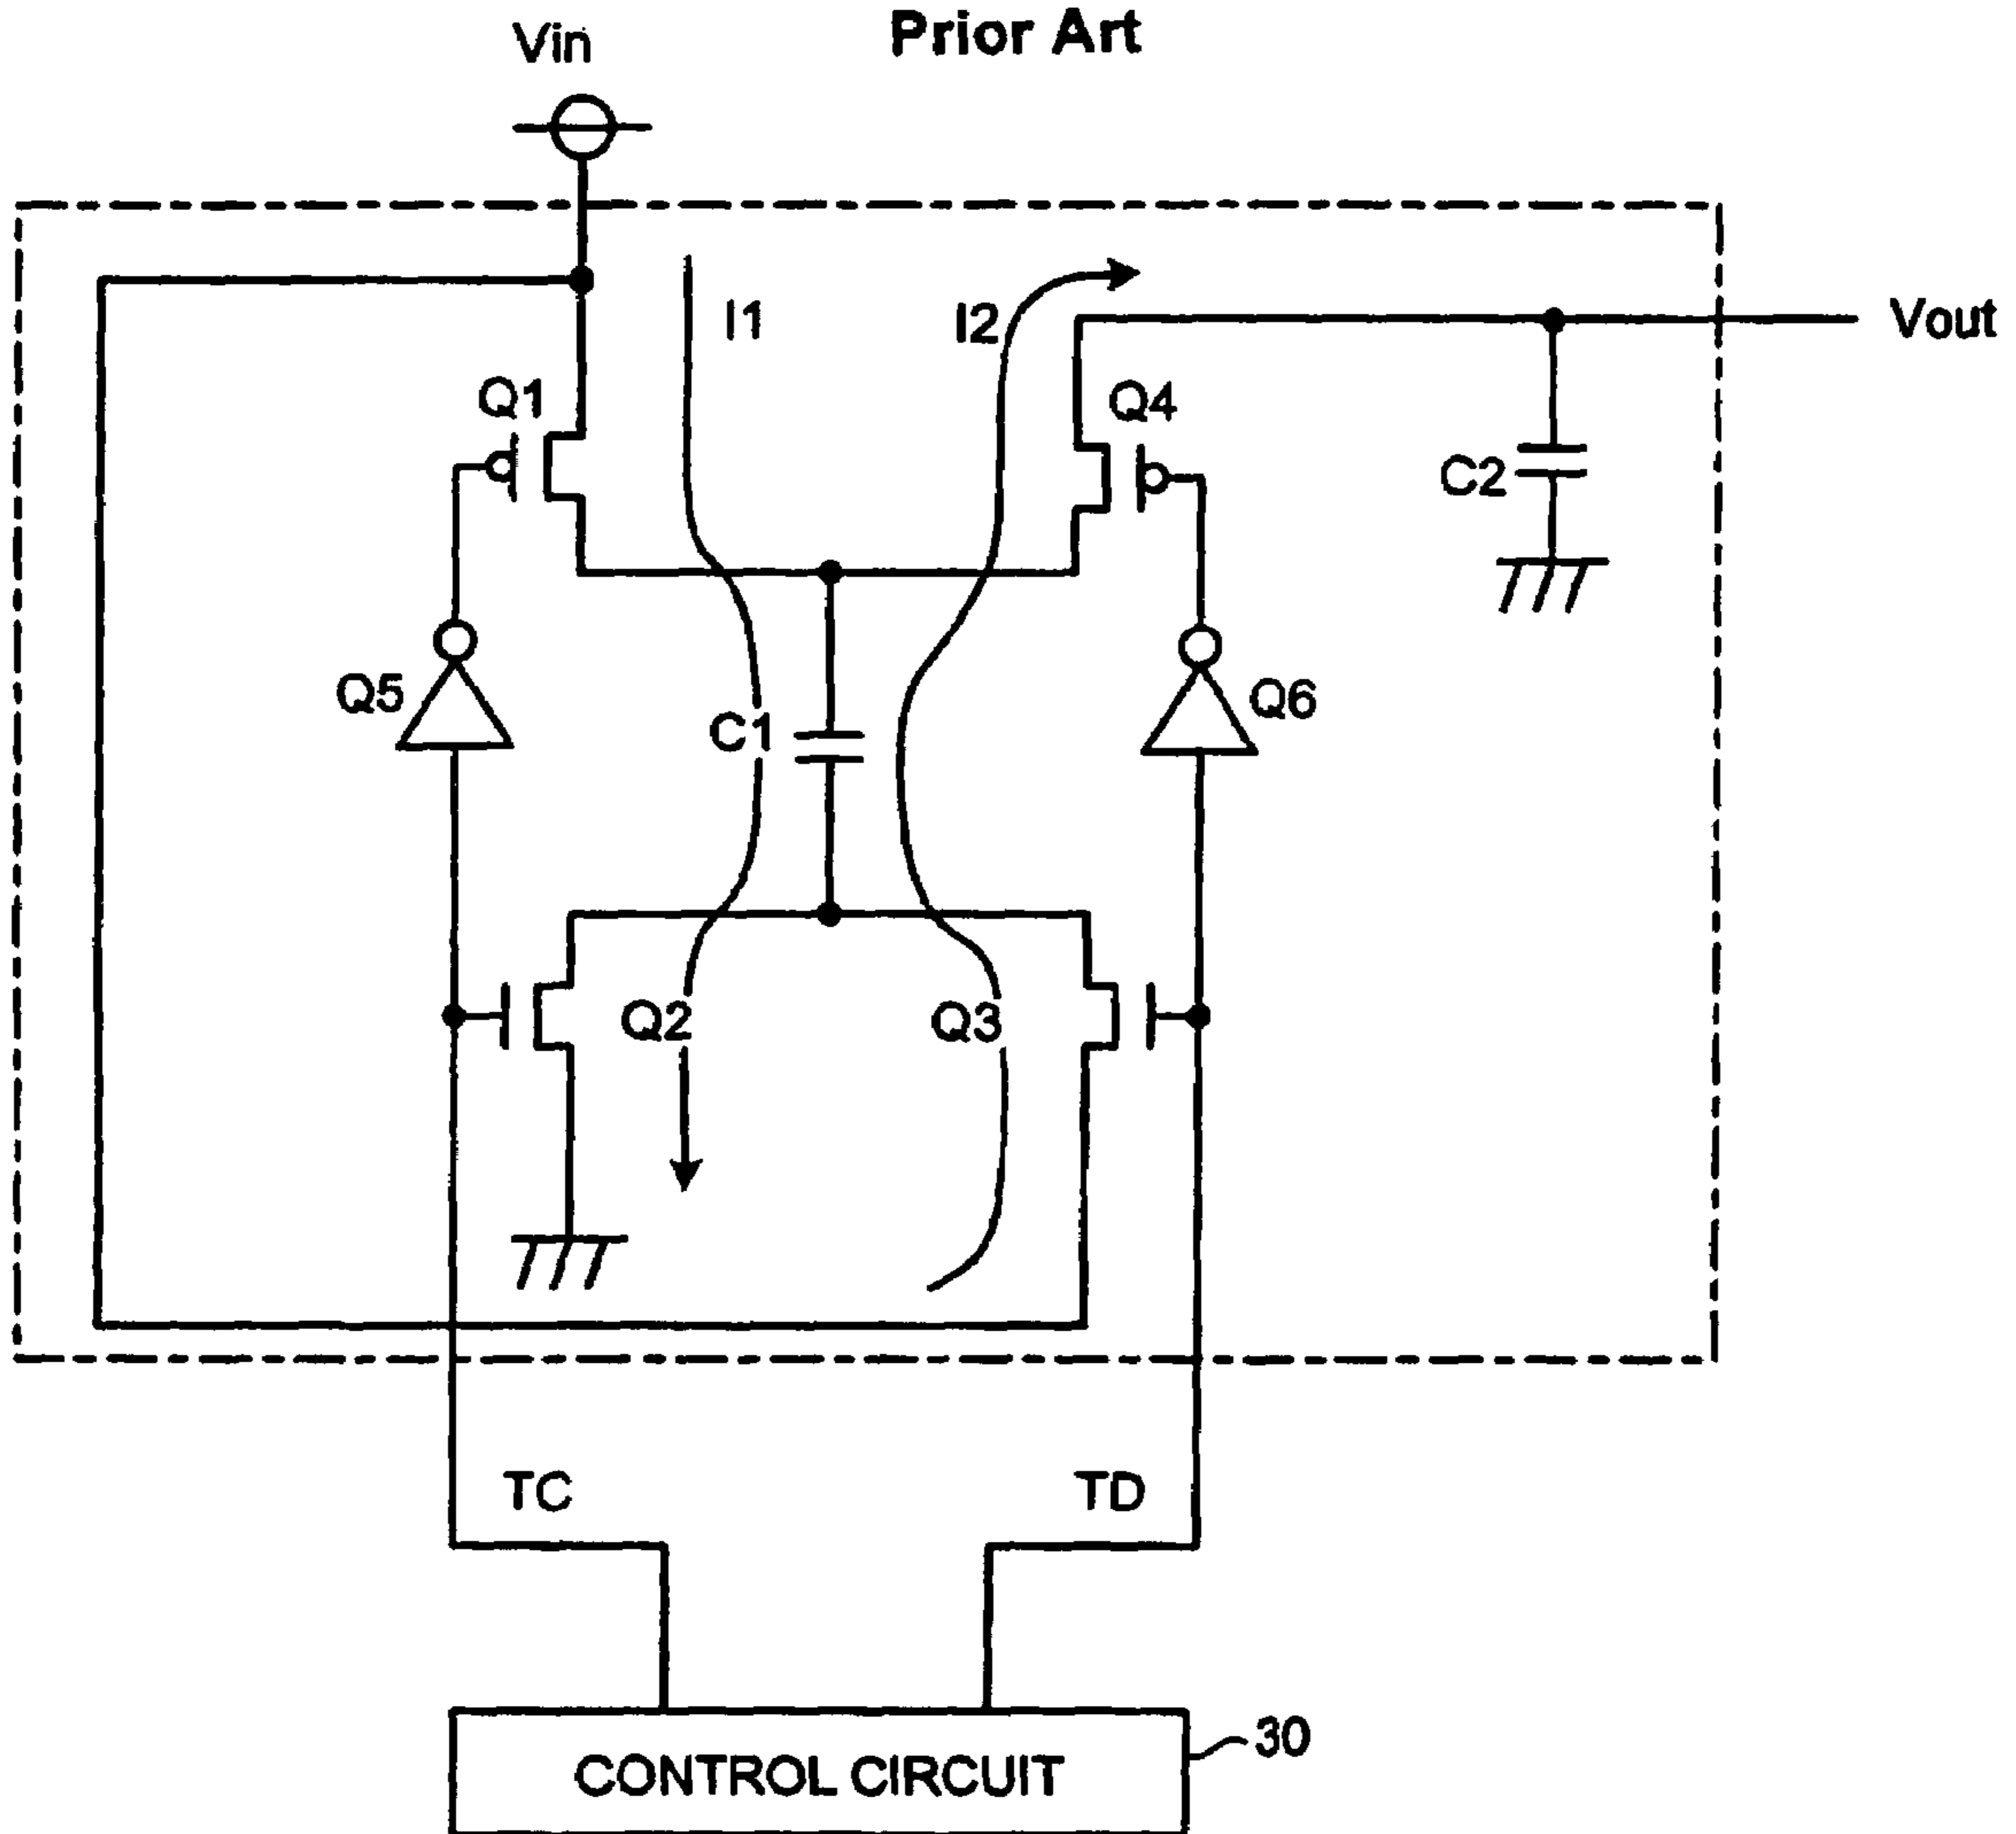 Prior Art
Vin
I1
I2
Vout
Q1
Q4
C2
Q5
Q6
C1
Q2
Q3
TC
TD
30
CONTROL CIRCUIT